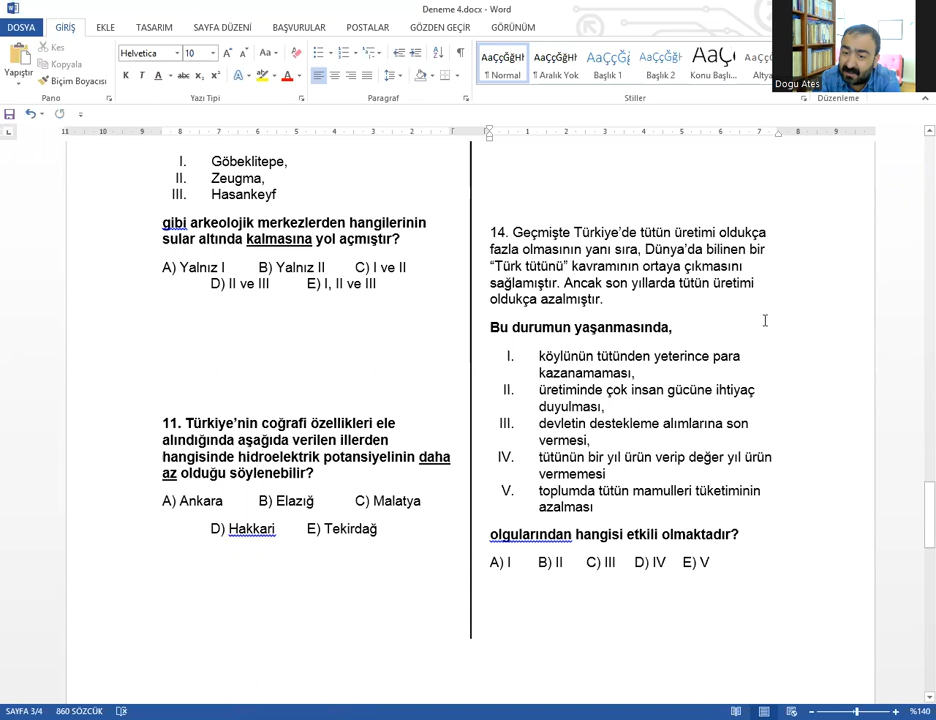 Deneme 4.docx - Word
DOSYA GİRİŞ EKLE TASARIM SAYFA DÜZENİ BAŞVURULAR POSTALAR GÖZDEN GEÇİR GÖRÜNÜM
Yapıştır
Kes
Kopyala
Biçim Boyacısı
Pano
Helvetica 10
Yazı Tipi
Paragraf
AaÇçĞğHł AaÇçĞğHł AaÇçĞğ AaÇçĞğH
¶ Normal ¶ Aralık Yok Başlık 1 Başlık 2 Konu Başlı...
Stiller
Düzenleme
Dogu Ates
I. Göbeklitepe,
II. Zeugma,
III. Hasankeyf
gibi arkeolojik merkezlerden hangilerinin
sular altında kalmasına yol açmıştır?
A) Yalnız I B) Yalnız II C) I ve II
D) II ve III E) I, II ve III
11. Türkiye’nin coğrafi özellikleri ele
alındığında aşağıda verilen illerden
hangisinde hidroelektrik potansiyelinin daha
az olduğu söylenebilir?
A) Ankara B) Elazığ C) Malatya
D) Hakkari E) Tekirdağ
14. Geçmişte Türkiye’de tütün üretimi oldukça
fazla olmasının yanı sıra, Dünya’da bilinen bir
“Türk tütünü” kavramının ortaya çıkmasını
sağlamıştır. Ancak son yıllarda tütün üretimi
oldukça azalmıştır.
Bu durumun yaşanmasında,
I. köylünün tütünden yeterince para
kazanamaması,
II. üretiminde çok insan gücüne ihtiyaç
duyulması,
III. devletin destekleme alımlarına son
vermesi,
IV. tütünün bir yıl ürün verip değer yıl ürün
vermemesi
V. toplumda tütün mamulleri tüketiminin
azalması
olgularından hangisi etkili olmaktadır?
A) I B) II C) III D) IV E) V
SAYFA 3/4 860 SÖZCÜK
%140